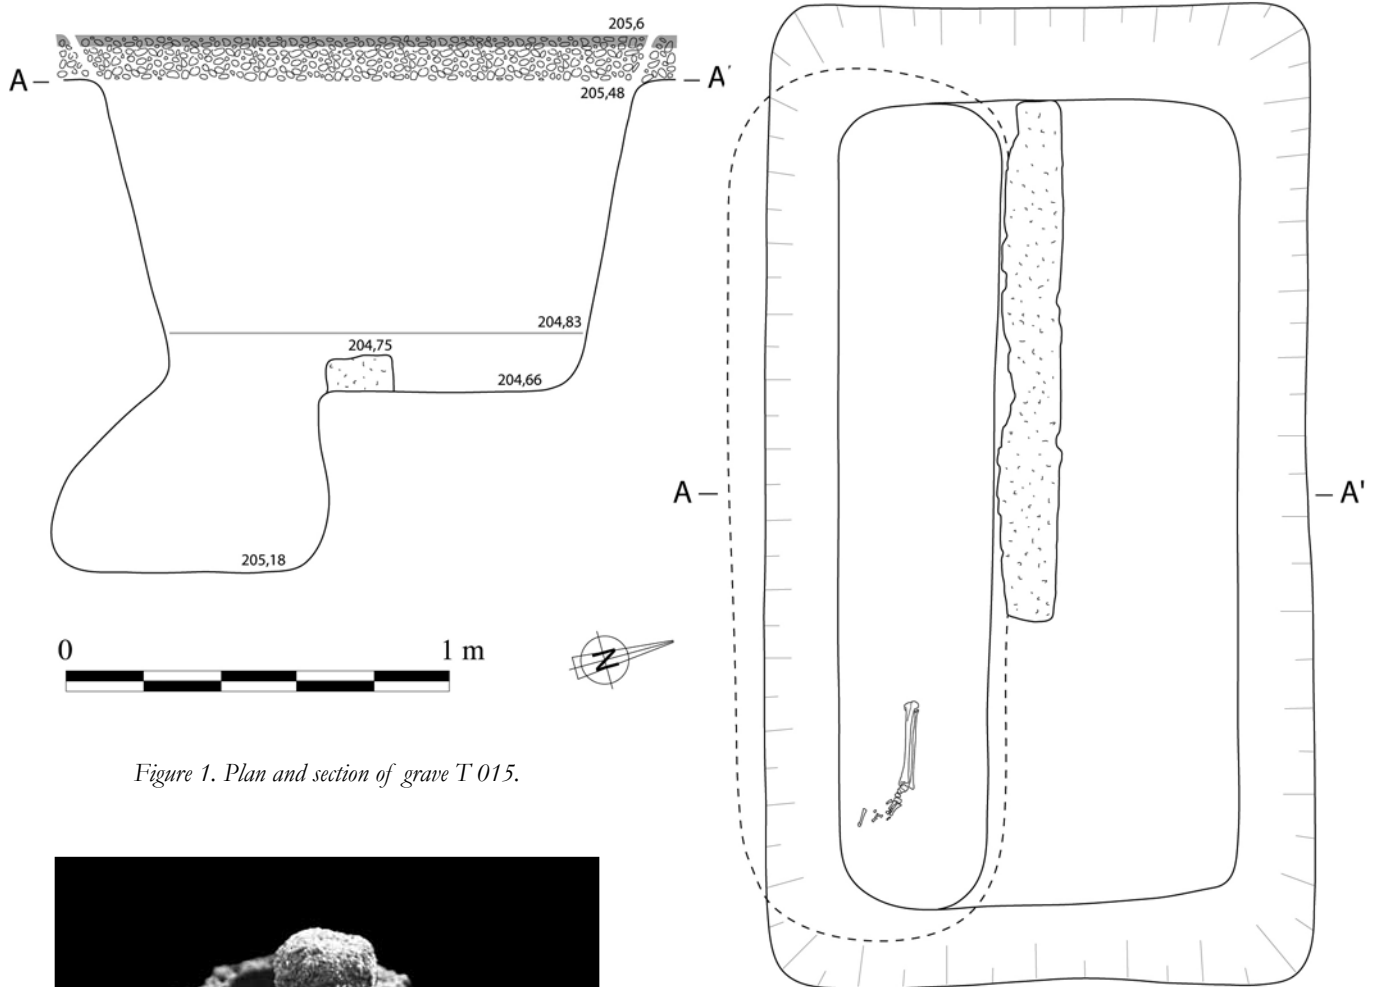 205,6
A
A'
205,48
204,83
204,75
204,66
205,18
0
1 m
N
Figure 1. Plan and section of grave T 015.
A
A'